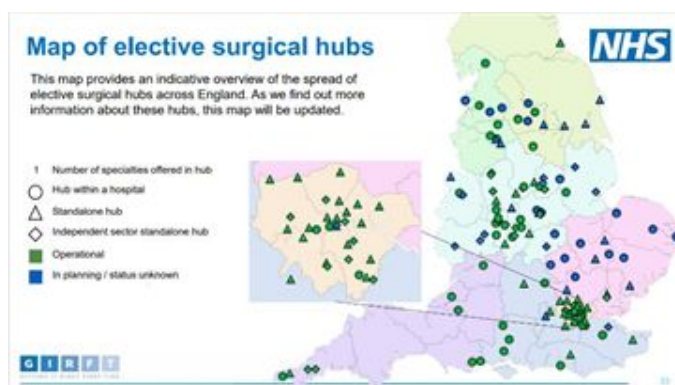 Map of elective surgical hubs
NHS
This map provides an indicative overview of the spread of
elective surgical hubs across England. As we find out more
information about these hubs, this map will be updated.
1 Number of specialties offered in hub
Hub within a hospital
Standalone hub
Independent sector standalone hub
Operational
In planning / status unknown
GIRFT